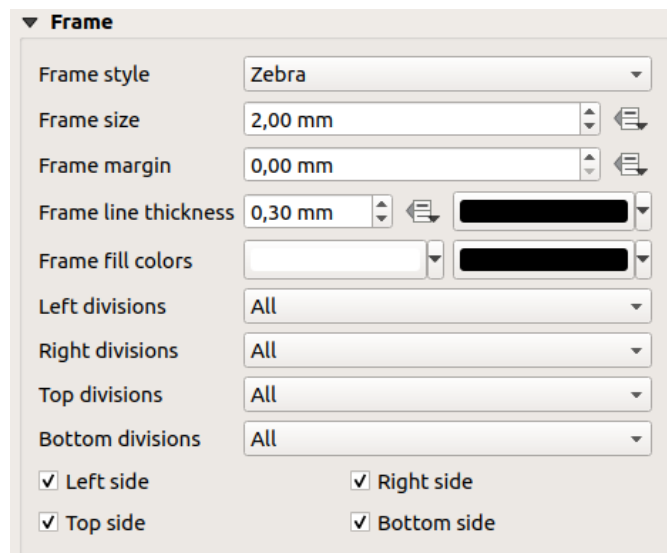 Frame
Frame style Zebra
Frame size 2,00 mm
Frame margin 0,00 mm
Frame line thickness 0,30 mm
Frame fill colors
Left divisions All
Right divisions All
Top divisions All
Bottom divisions All
Left side Right side
Top side Bottom side